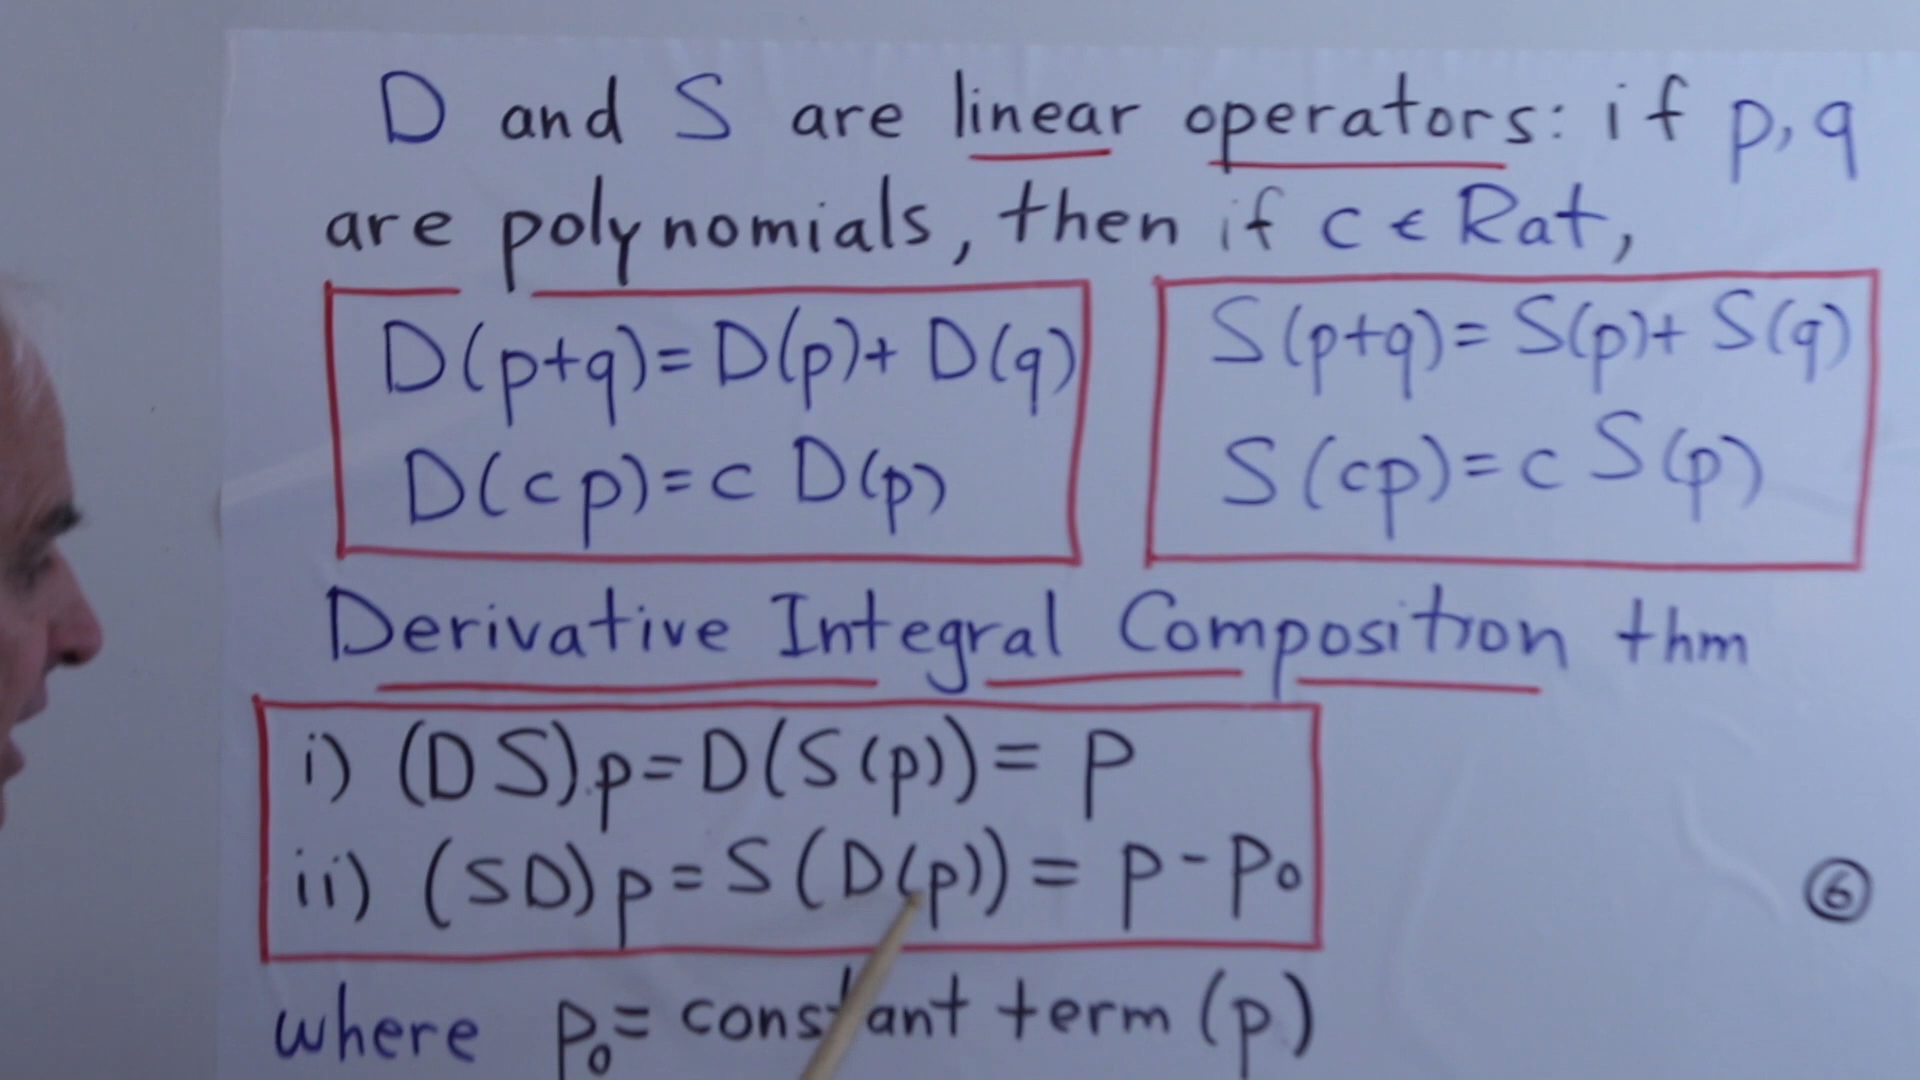 D and S are linear operators: if p, q
are polynomials, then if c ∈ Rat,
D(p+q)= D(p)+ D(q)
D(cp)= c D(p)
S(p+q)= S(p)+ S(q)
S(cp)= c S(p)
Derivative Integral Composition thm
i) (DS)p = D(S(p)) = p
ii) (SD)p = S(D(p)) = p - p₀
6
where p₀ = constant term (p)